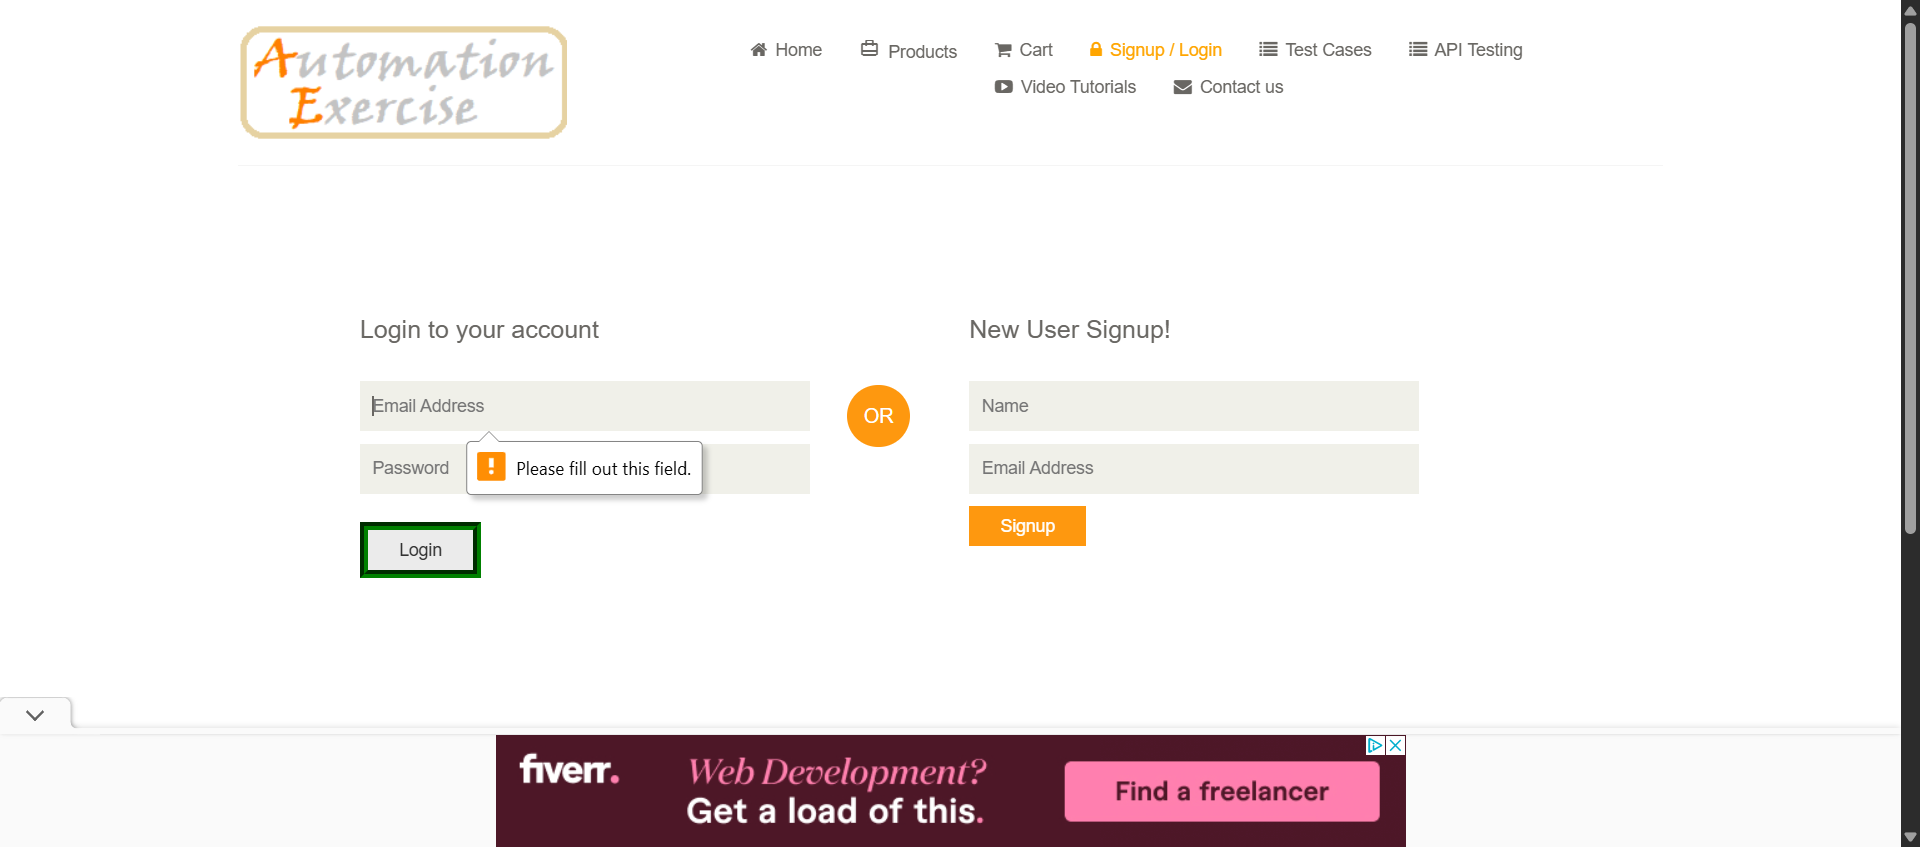 Automation
Exercise
Home
Products
Cart
Signup / Login
Test Cases
API Testing
Video Tutorials
Contact us
Login to your account
Email Address
Password
Please fill out this field.
Login
OR
New User Signup!
Name
Email Address
Signup
fiverr.
Web Development?
Get a load of this.
Find a freelancer